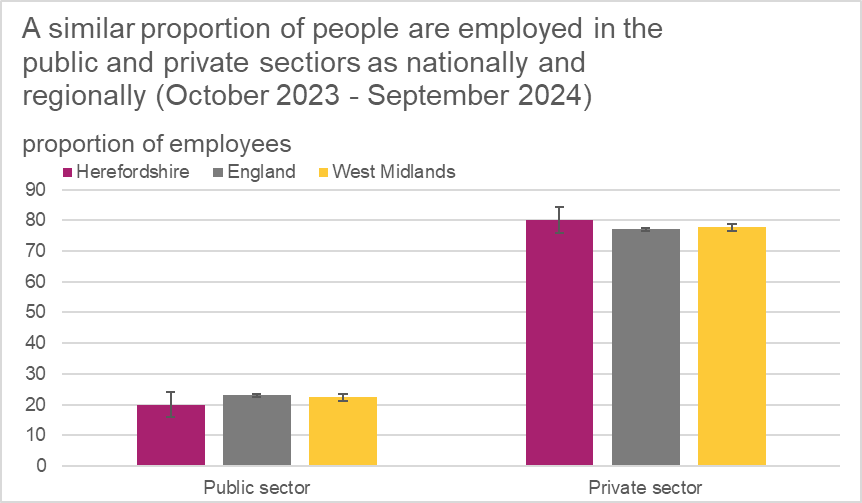 A similar proportion of people are employed in the
public and private sectiors as nationally and
regionally (October 2023 - September 2024)
proportion of employees
Herefordshire England West Midlands
90
80
70
60
50
40
30
20
10
0
Public sector Private sector